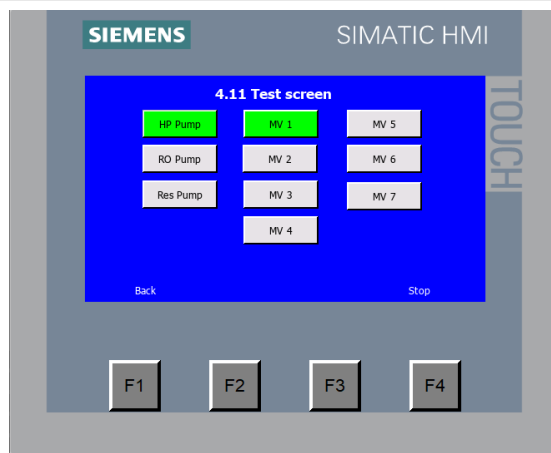 SIEMENS
SIMATIC HMI
TOUCH
4.11 Test screen
HP Pump
MV 1
MV 5
RO Pump
MV 2
MV 6
Res Pump
MV 3
MV 7
MV 4
Back
Stop
F1
F2
F3
F4